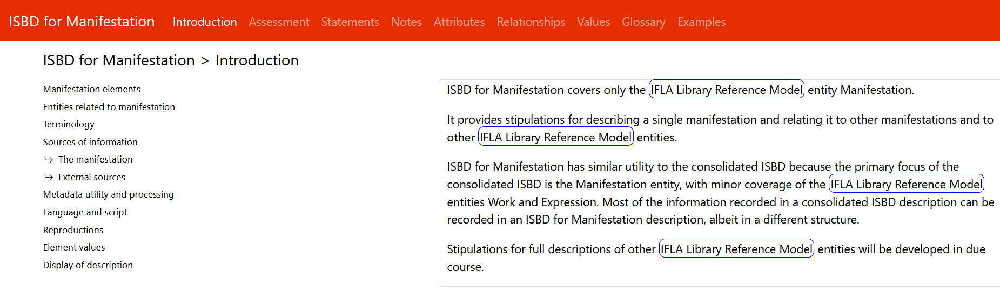 ISBD for Manifestation Introduction Assessment Statements Notes Attributes Relationships Values Glossary Examples
ISBD for Manifestation > Introduction
Manifestation elements
Entities related to manifestation
Terminology
Sources of information
↳ The manifestation
↳ External sources
Metadata utility and processing
Language and script
Reproductions
Element values
Display of description
ISBD for Manifestation covers only the IFLA Library Reference Model entity Manifestation.
It provides stipulations for describing a single manifestation and relating it to other manifestations and to
other IFLA Library Reference Model entities.
ISBD for Manifestation has similar utility to the consolidated ISBD because the primary focus of the
consolidated ISBD is the Manifestation entity, with minor coverage of the IFLA Library Reference Model
entities Work and Expression. Most of the information recorded in a consolidated ISBD description can be
recorded in an ISBD for Manifestation description, albeit in a different structure.
Stipulations for full descriptions of other IFLA Library Reference Model entities will be developed in due
course.